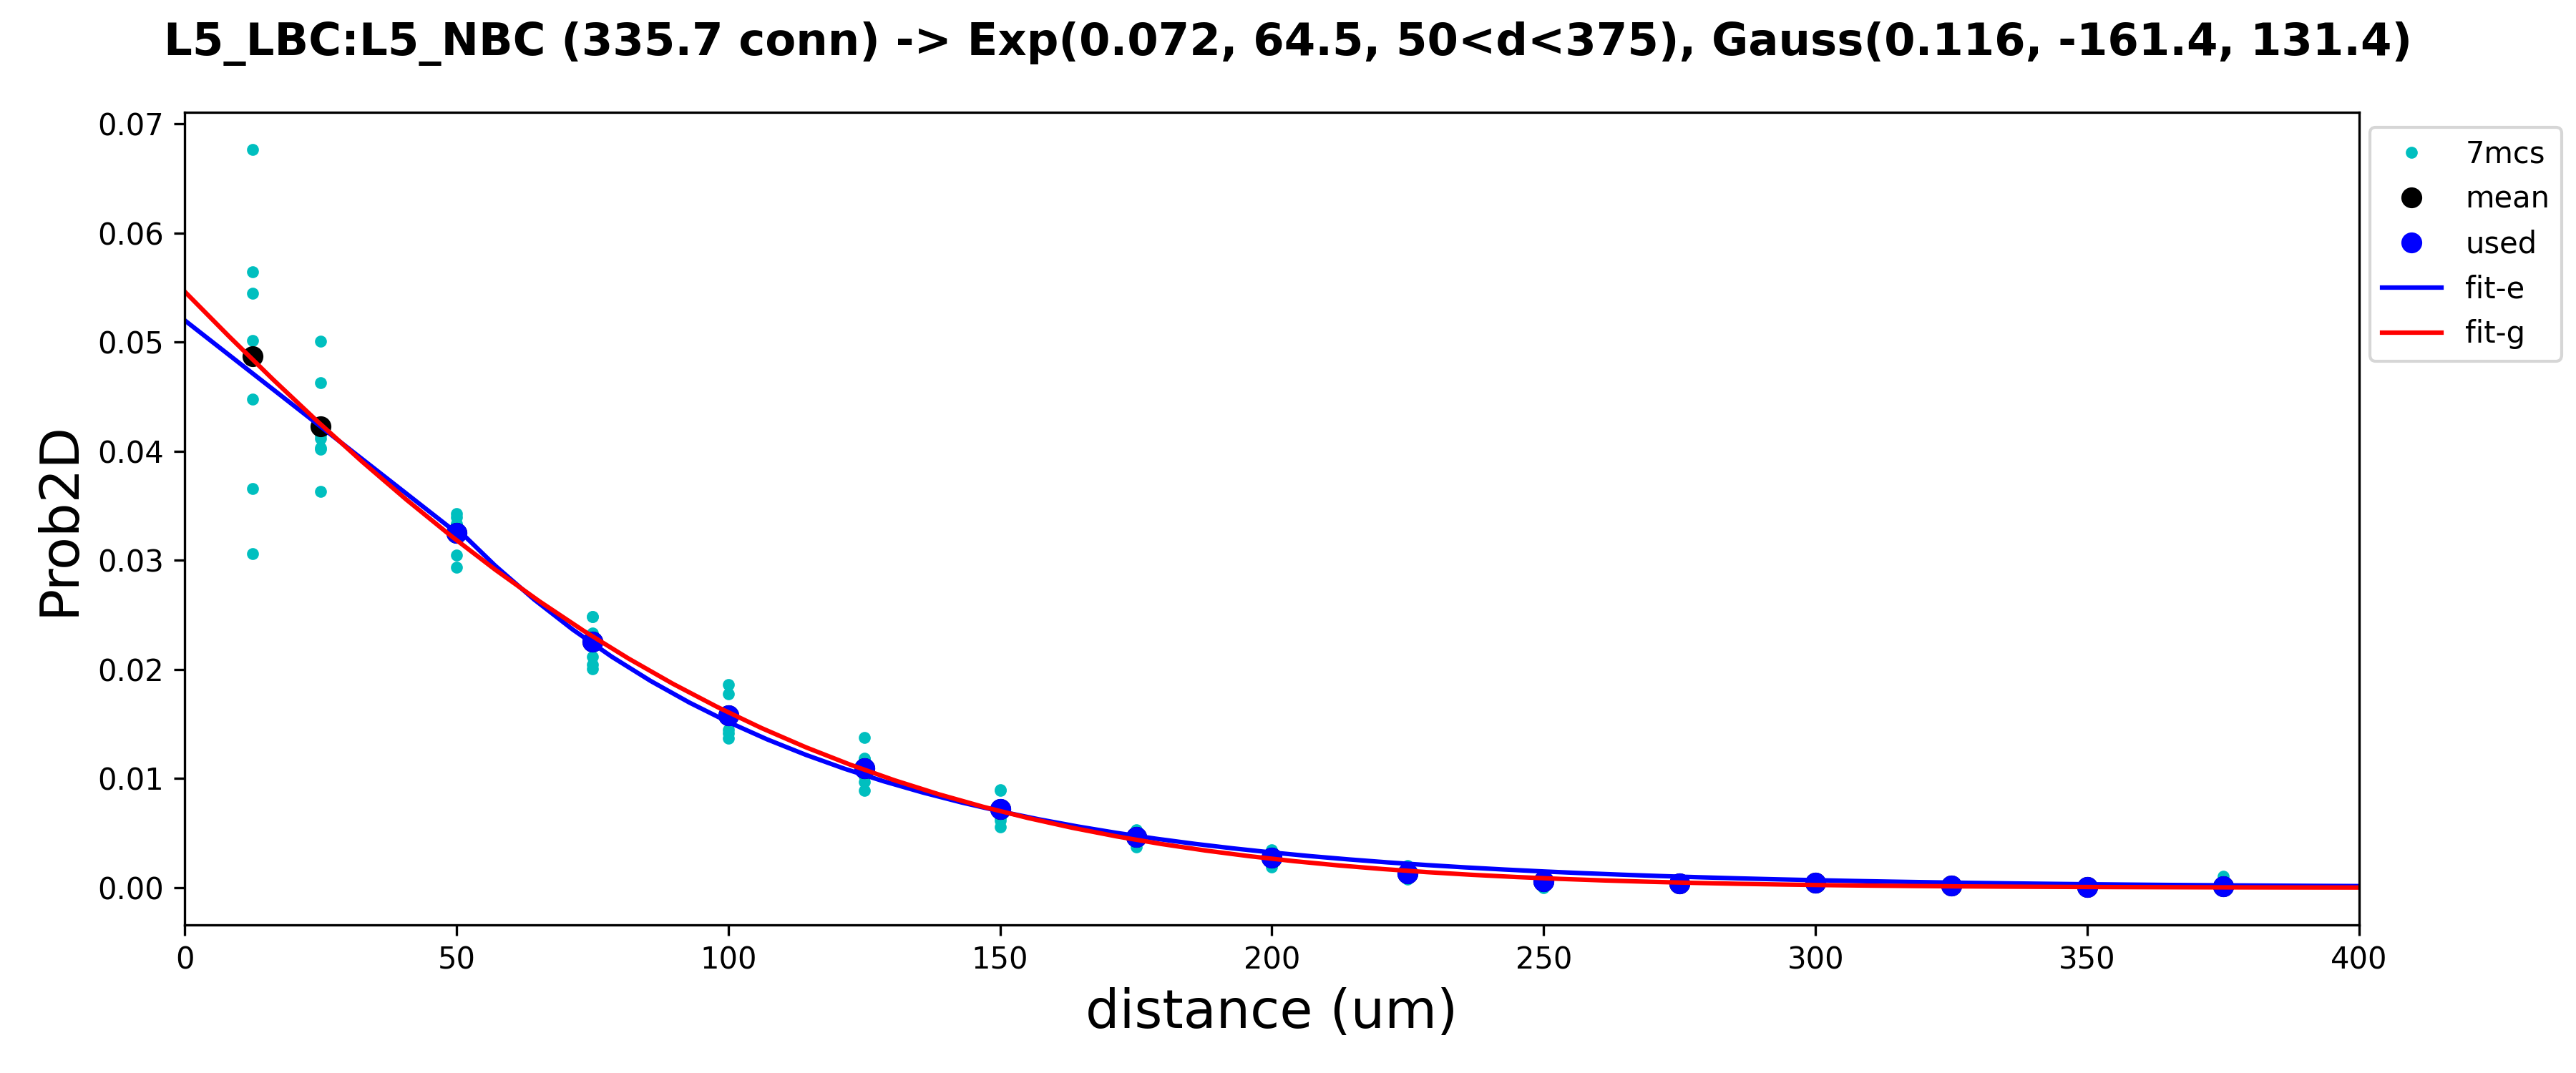 L5_LBC:L5_NBC (335.7 conn) -> Exp(0.072, 64.5, 50<d<375), Gauss(0.116, -161.4, 131.4)
0.07
0.06
0.05
0.04
0.03
0.02
0.01
0.00
Prob2D
0 50 100 150 200 250 300 350 400
distance (um)
7mcs
mean
used
fit-e
fit-g